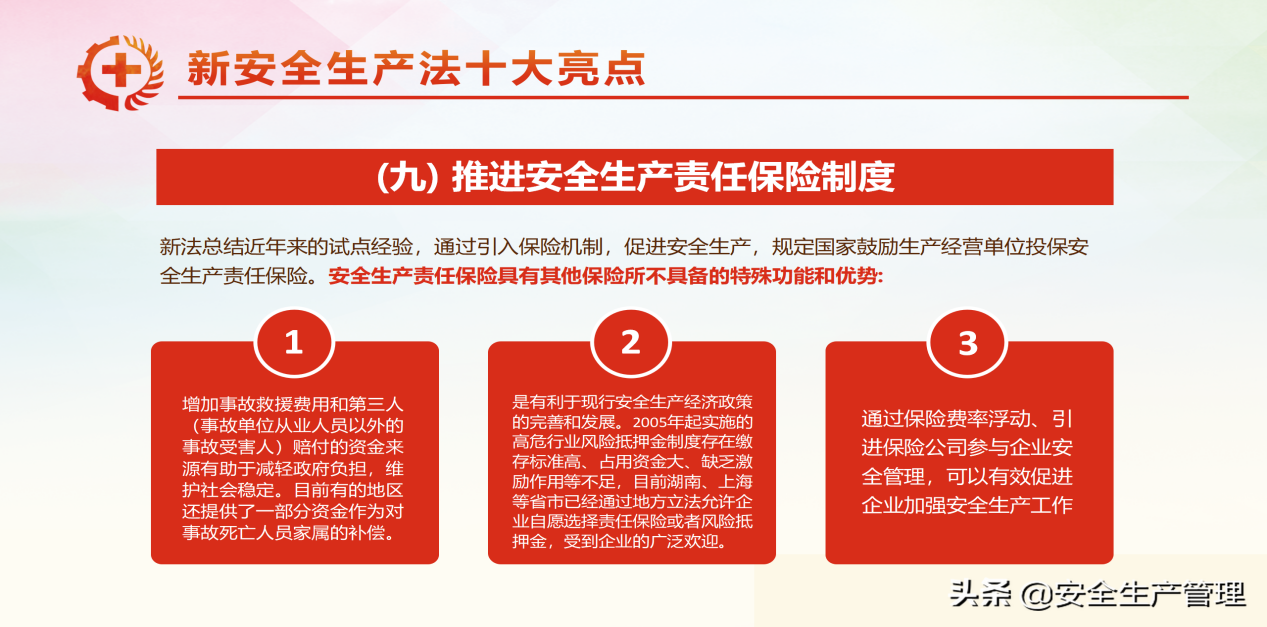 新安全生产法十大亮点
(九) 推进安全生产责任保险制度
新法总结近年来的试点经验，通过引入保险机制，促进安全生产，规定国家鼓励生产经营单位投保安
全生产责任保险。安全生产责任保险具有其他保险所不具备的特殊功能和优势:
1
增加事故救援费用和第三人
（事故单位从业人员以外的
事故受害人）赔付的资金来
源有助于减轻政府负担，维
护社会稳定。目前有的地区
还提供了一部分资金作为对
事故死亡人员家属的补偿。
2
是有利于现行安全生产经济政策
的完善和发展。2005年起实施的
高危行业风险抵押金制度存在缴
存标准高、占用资金大、缺乏激
励作用等不足，目前湖南、上海
等省市已经通过地方立法允许企
业自愿选择责任保险或者风险抵
押金，受到企业的广泛欢迎。
3
通过保险费率浮动、引
进保险公司参与企业安
全管理，可以有效促进
企业加强安全生产工作
头条 @安全生产管理